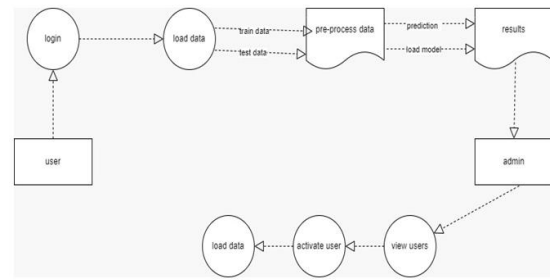 login
load data
train data
test data
pre-process data
prediction
load model
results
user
admin
load data
activate user
view users